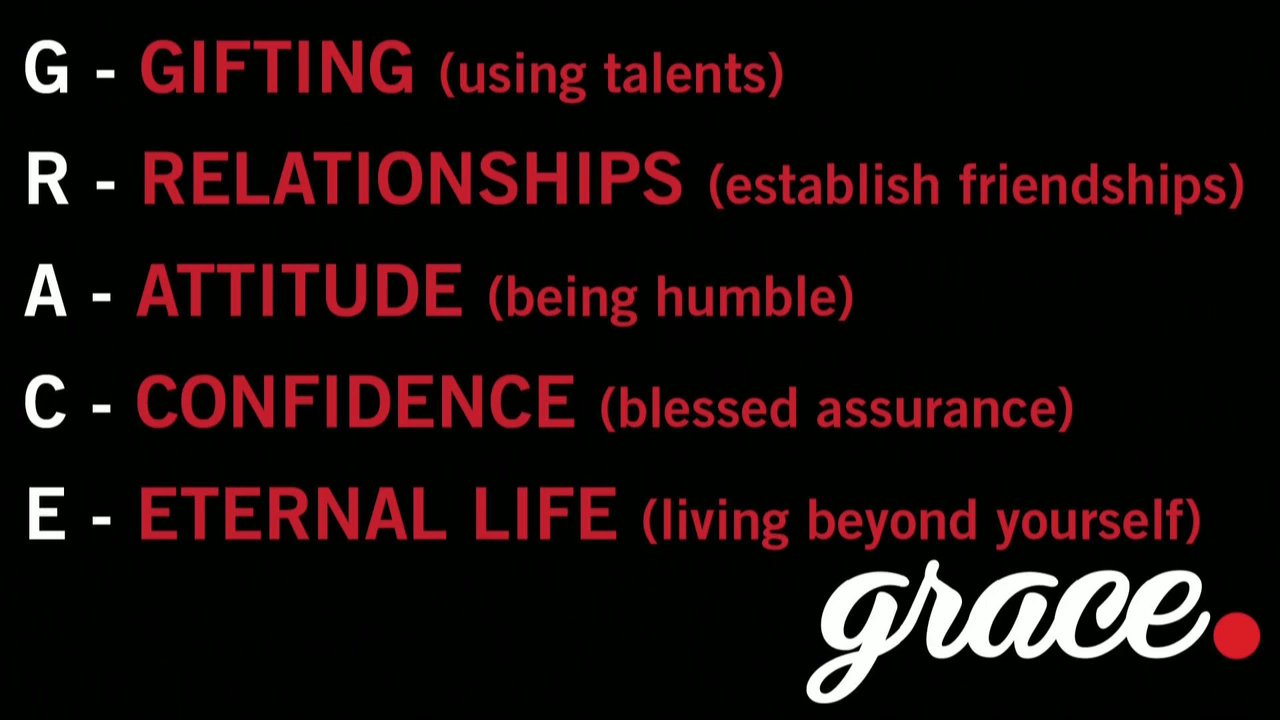 G - GIFTING (using talents)
R - RELATIONSHIPS (establish friendships)
A - ATTITUDE (being humble)
C - CONFIDENCE (blessed assurance)
E - ETERNAL LIFE (living beyond yourself)
grace.